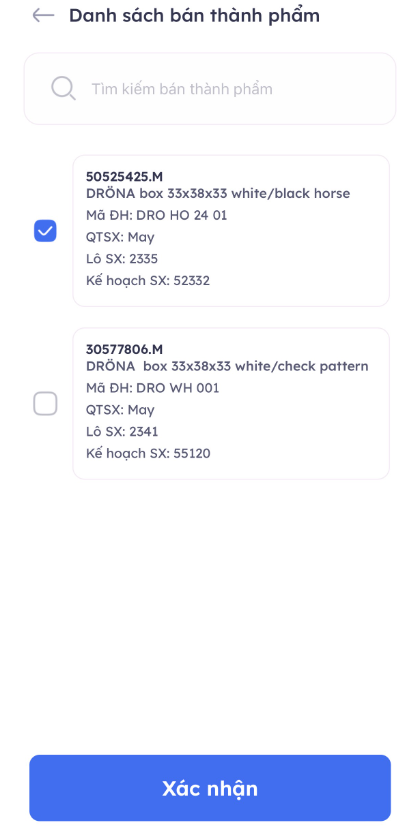 Danh sách bán thành phẩm
Tìm kiếm bán thành phẩm
50525425.M
DRÖNA box 33x38x33 white/black horse
Mã ĐH: DRO HO 24 01
QTSX: May
Lô SX: 2335
Kế hoạch SX: 52332
30577806.M
DRÖNA  box 33x38x33 white/check pattern
Mã ĐH: DRO WH 001
QTSX: May
Lô SX: 2341
Kế hoạch SX: 55120
Xác nhận